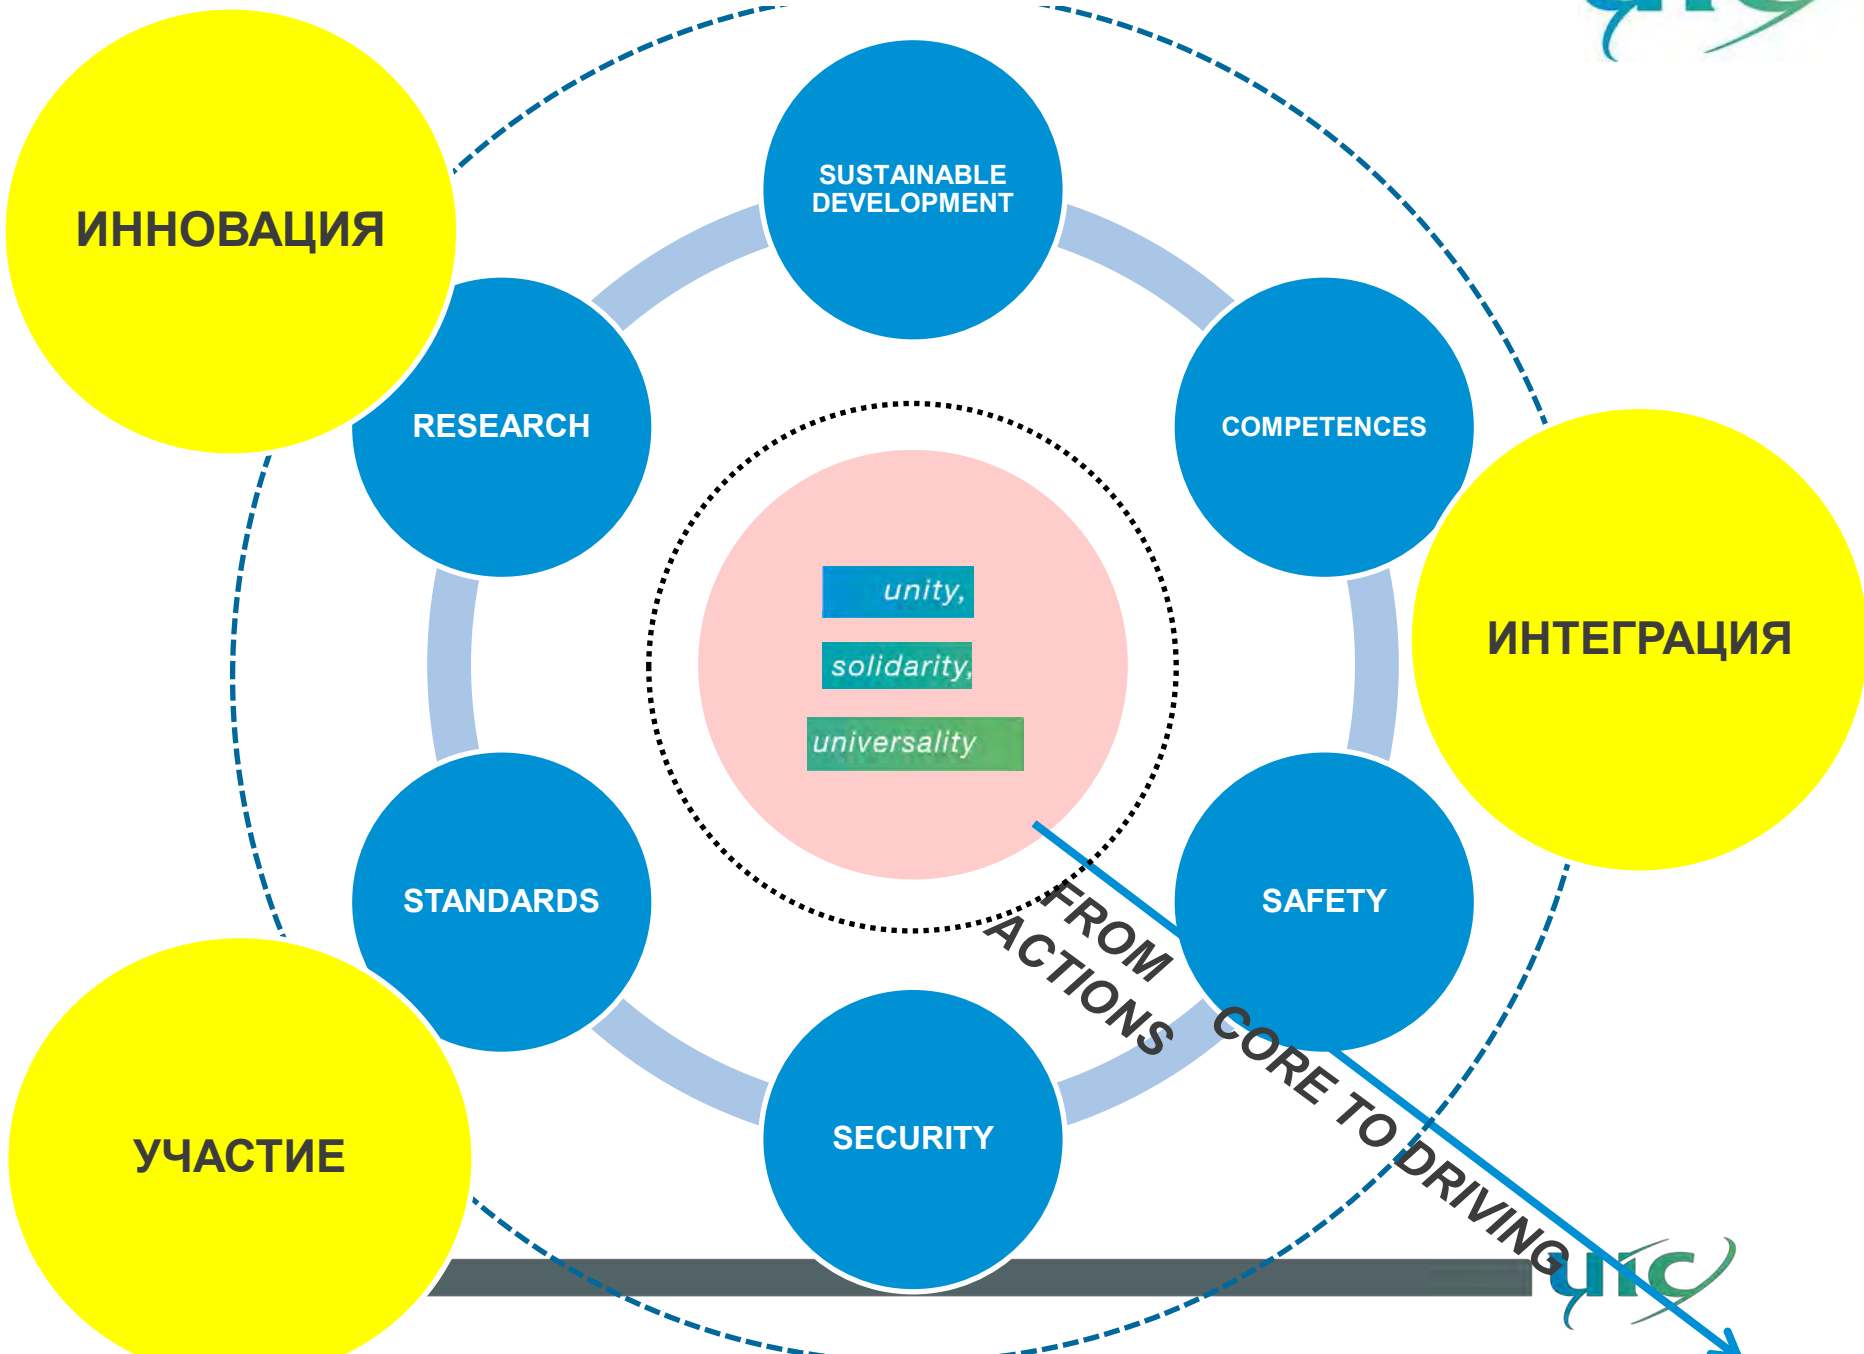 uic
ИННОВАЦИЯ
SUSTAINABLE
DEVELOPMENT
RESEARCH
COMPETENCES
unity,
solidarity,
universality
ИНТЕГРАЦИЯ
STANDARDS
SAFETY
FROM CORE TO DRIVING
ACTIONS
SECURITY
УЧАСТИЕ
uic